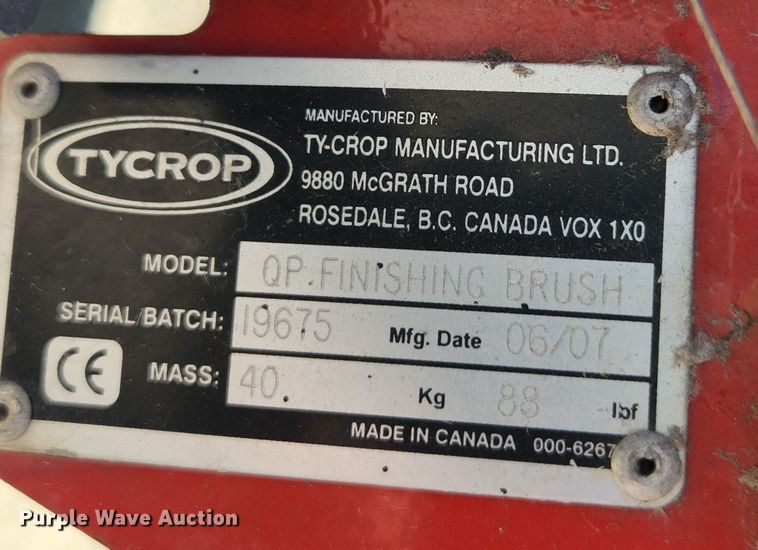 TYCROP
MANUFACTURED BY:
TY-CROP MANUFACTURING LTD.
9880 McGRATH ROAD
ROSEDALE, B.C. CANADA VOX 1X0
MODEL: QP.FINISHING BRUSH
SERIAL/BATCH: 19675 Mfg. Date 06/07
CE MASS: 40 Kg 88 lbf
MADE IN CANADA 000-6267
Purple Wave Auction